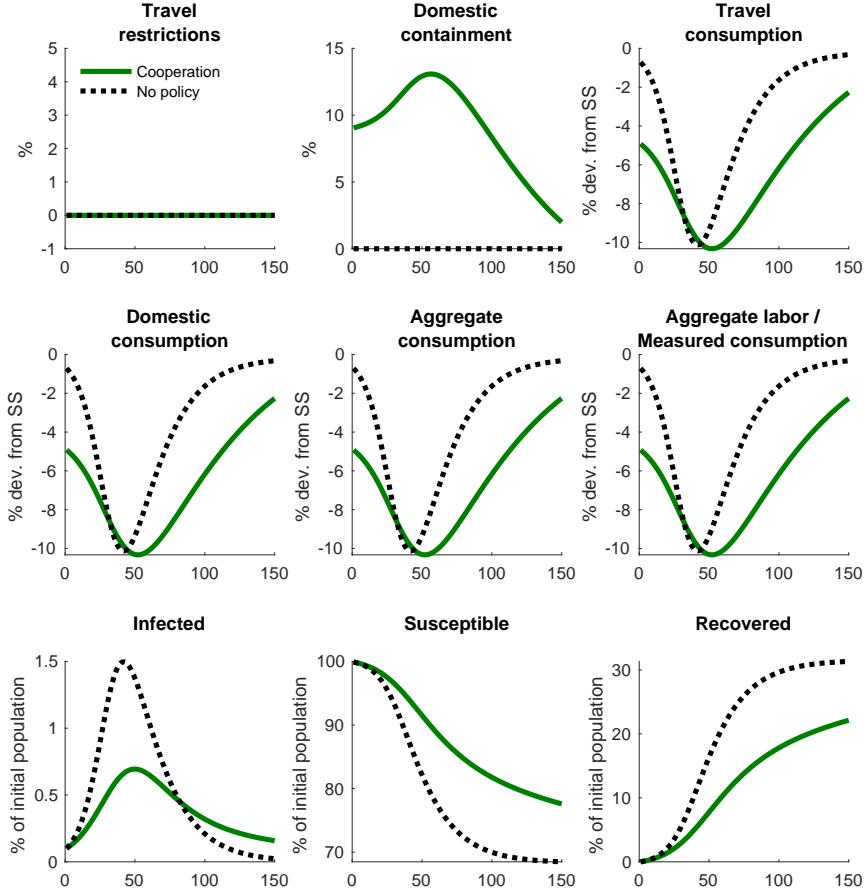 Travel
restrictions
5
4
3
2
1
0
-1
%
Cooperation
No policy
0 50 100 150
Domestic
containment
15
10
5
0
%
0 50 100 150
Travel
consumption
0
-2
-4
-6
-8
-10
% dev. from SS
0 50 100 150
Domestic
consumption
0
-2
-4
-6
-8
-10
% dev. from SS
0 50 100 150
Aggregate
consumption
0
-2
-4
-6
-8
-10
% dev. from SS
0 50 100 150
Aggregate labor /
Measured consumption
0
-2
-4
-6
-8
-10
% dev. from SS
0 50 100 150
Infected
1.5
1
0.5
0
% of initial population
0 50 100 150
Susceptible
100
90
80
70
% of initial population
0 50 100 150
Recovered
30
20
10
0
% of initial population
0 50 100 150